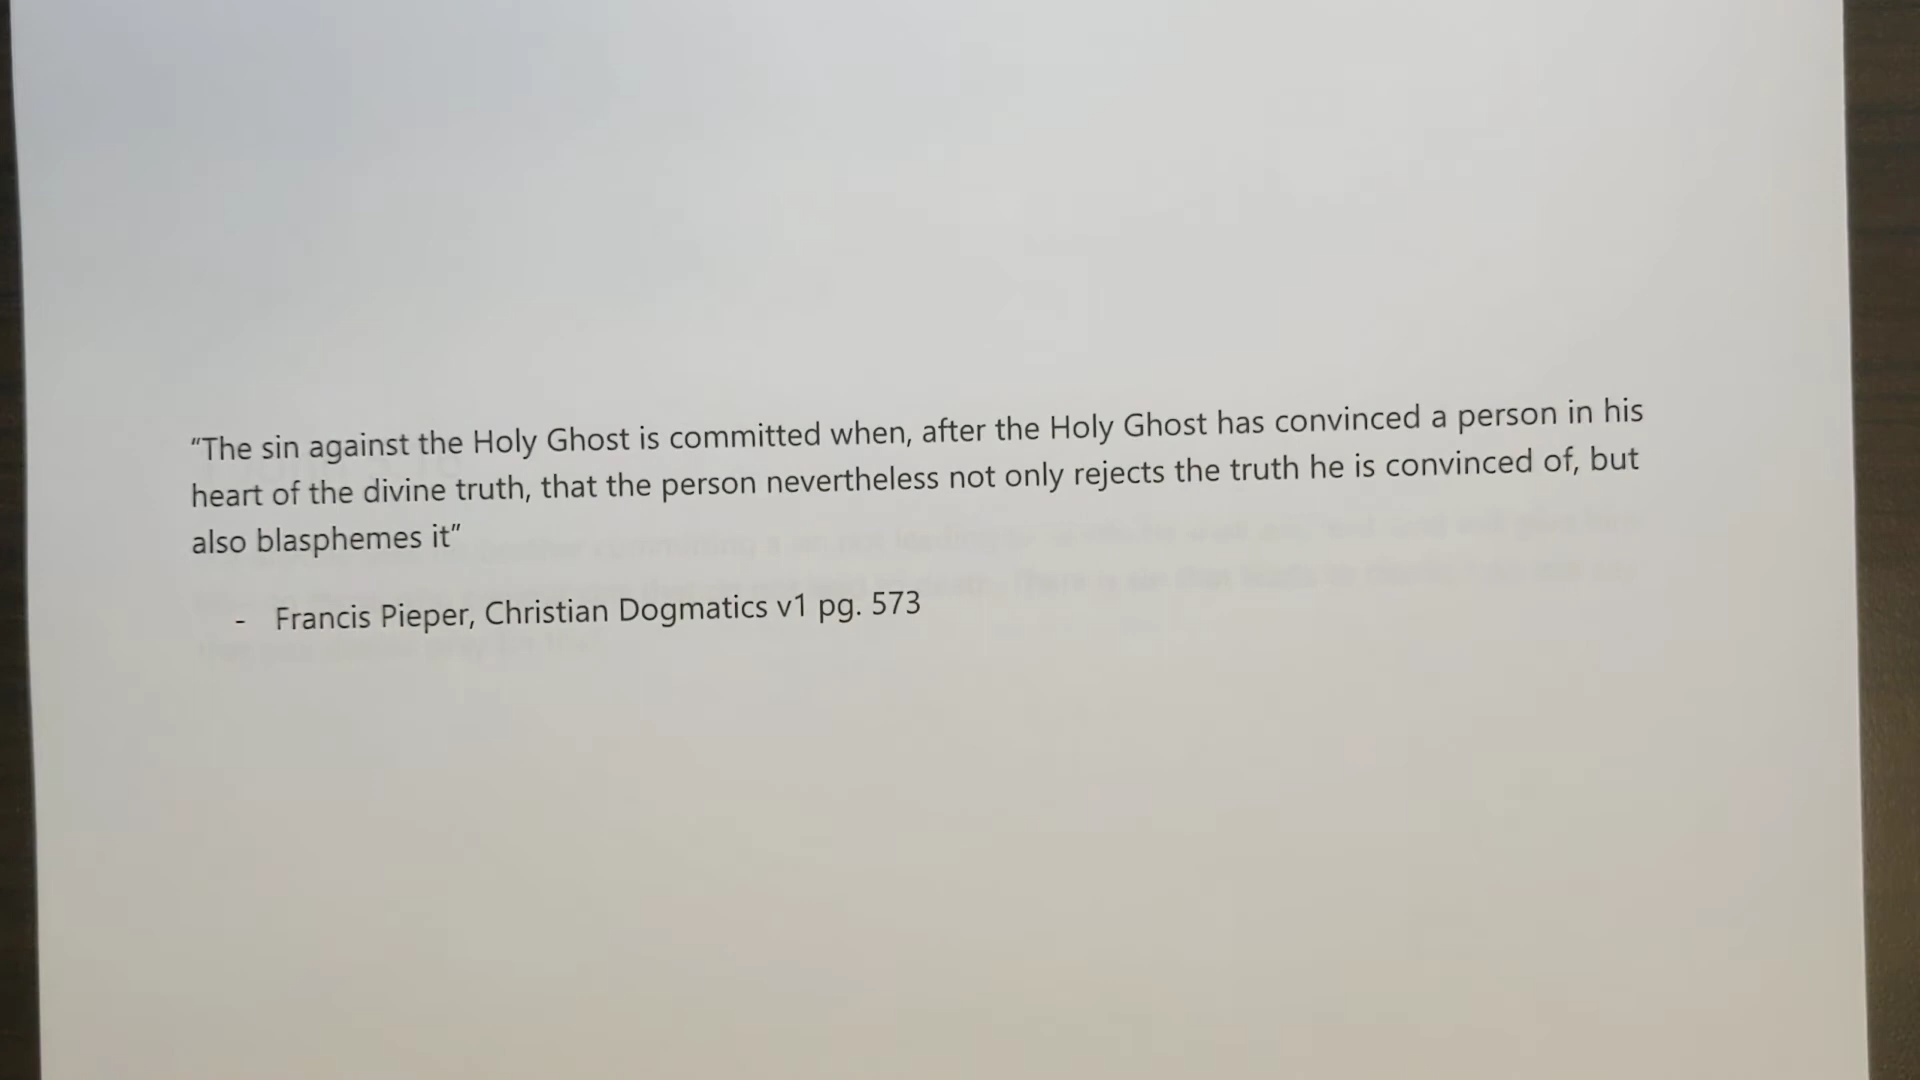 “The sin against the Holy Ghost is committed when, after the Holy Ghost has convinced a person in his
heart of the divine truth, that the person nevertheless not only rejects the truth he is convinced of, but
also blasphemes it”
- Francis Pieper, Christian Dogmatics v1 pg. 573